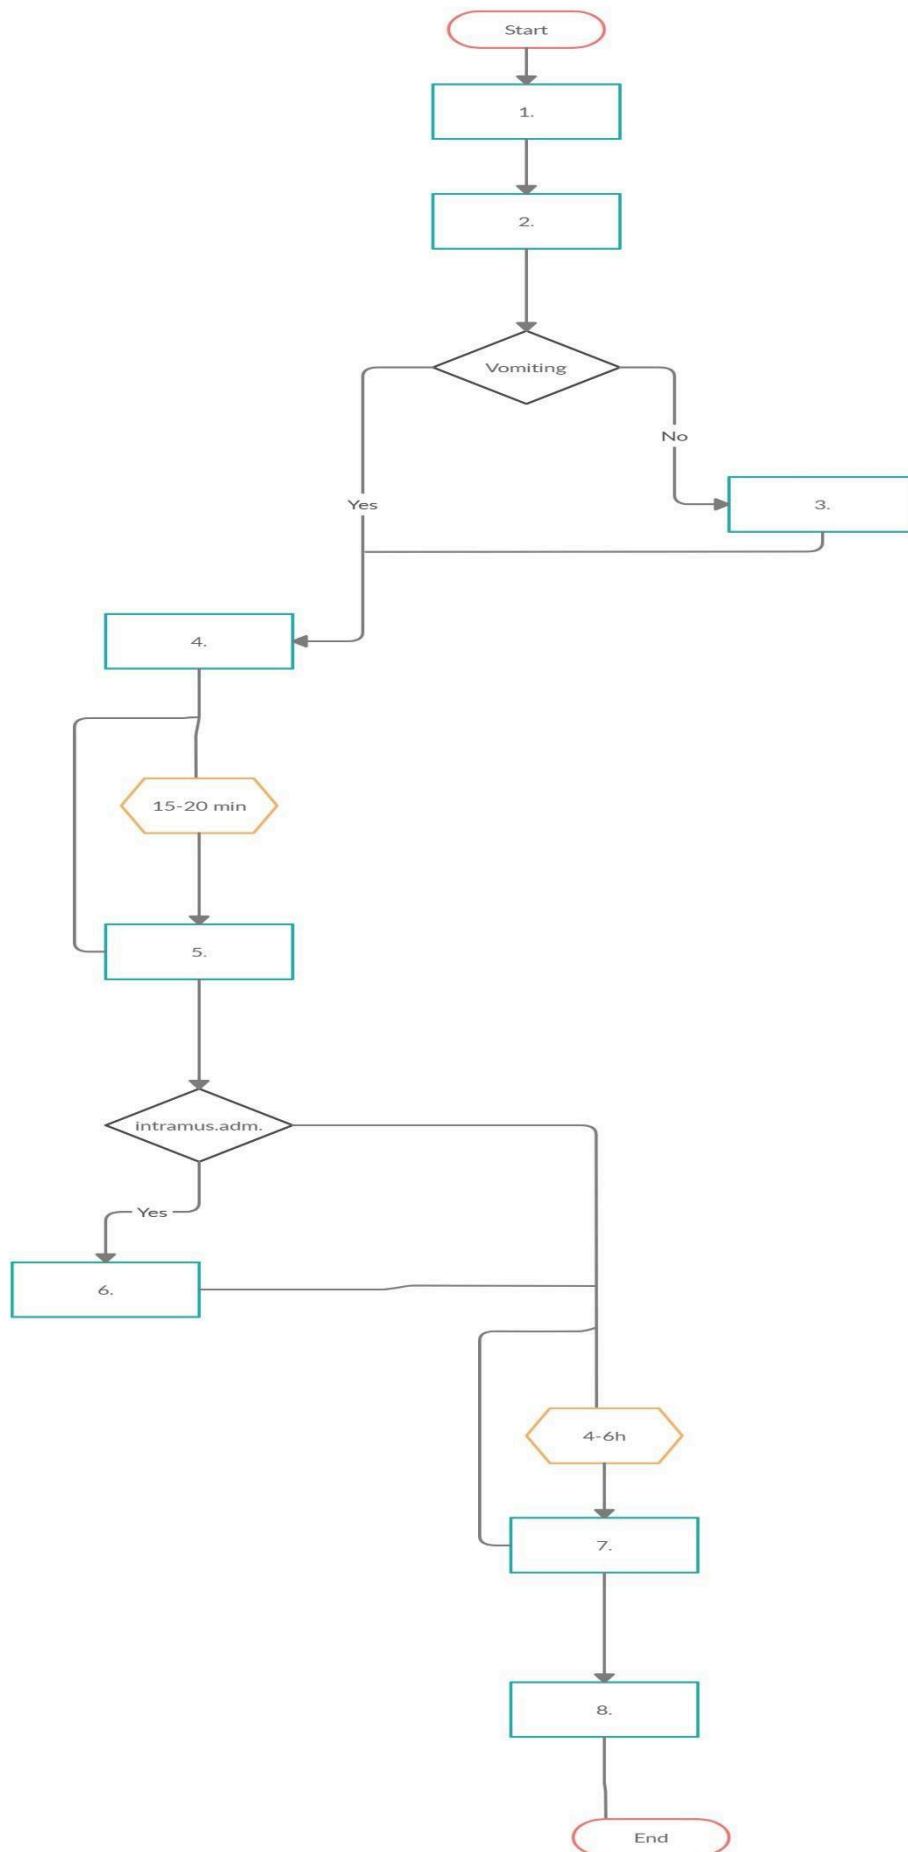 Start
1.
2.
Vomiting
No
Yes
3.
4.
15-20 min
5.
intramus.adm.
Yes
6.
4-6h
7.
8.
End